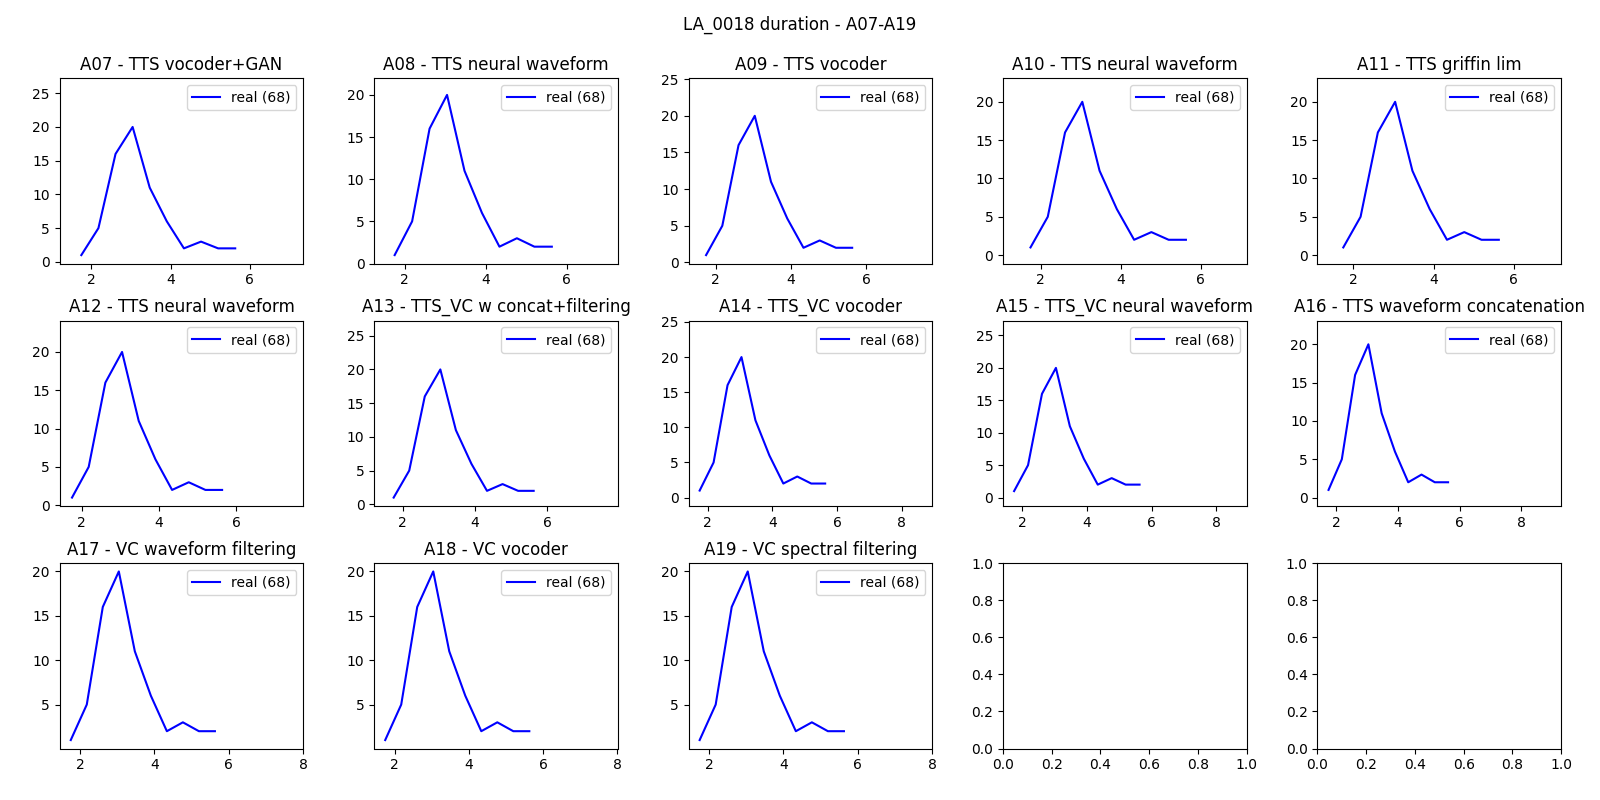 LA_0018 duration - A07-A19
A07 - TTS vocoder+GAN
real (68)
25
20
15
10
5
0
2 4 6
A08 - TTS neural waveform
real (68)
20
15
10
5
0
2 4 6
A09 - TTS vocoder
real (68)
25
20
15
10
5
0
2 4 6
A10 - TTS neural waveform
real (68)
20
15
10
5
0
2 4 6
A11 - TTS griffin lim
real (68)
20
15
10
5
0
2 4 6
A12 - TTS neural waveform
real (68)
20
15
10
5
0
2 4 6
A13 - TTS_VC w concat+filtering
real (68)
25
20
15
10
5
0
2 4 6
A14 - TTS_VC vocoder
real (68)
25
20
15
10
5
0
2 4 6 8
A15 - TTS_VC neural waveform
real (68)
25
20
15
10
5
0
2 4 6 8
A16 - TTS waveform concatenation
real (68)
20
15
10
5
0
2 4 6 8
A17 - VC waveform filtering
real (68)
20
15
10
5
2 4 6 8
A18 - VC vocoder
real (68)
20
15
10
5
2 4 6 8
A19 - VC spectral filtering
real (68)
20
15
10
5
2 4 6 8
1.0
0.8
0.6
0.4
0.2
0.0
0.0 0.2 0.4 0.6 0.8 1.0
1.0
0.8
0.6
0.4
0.2
0.0
0.0 0.2 0.4 0.6 0.8 1.0